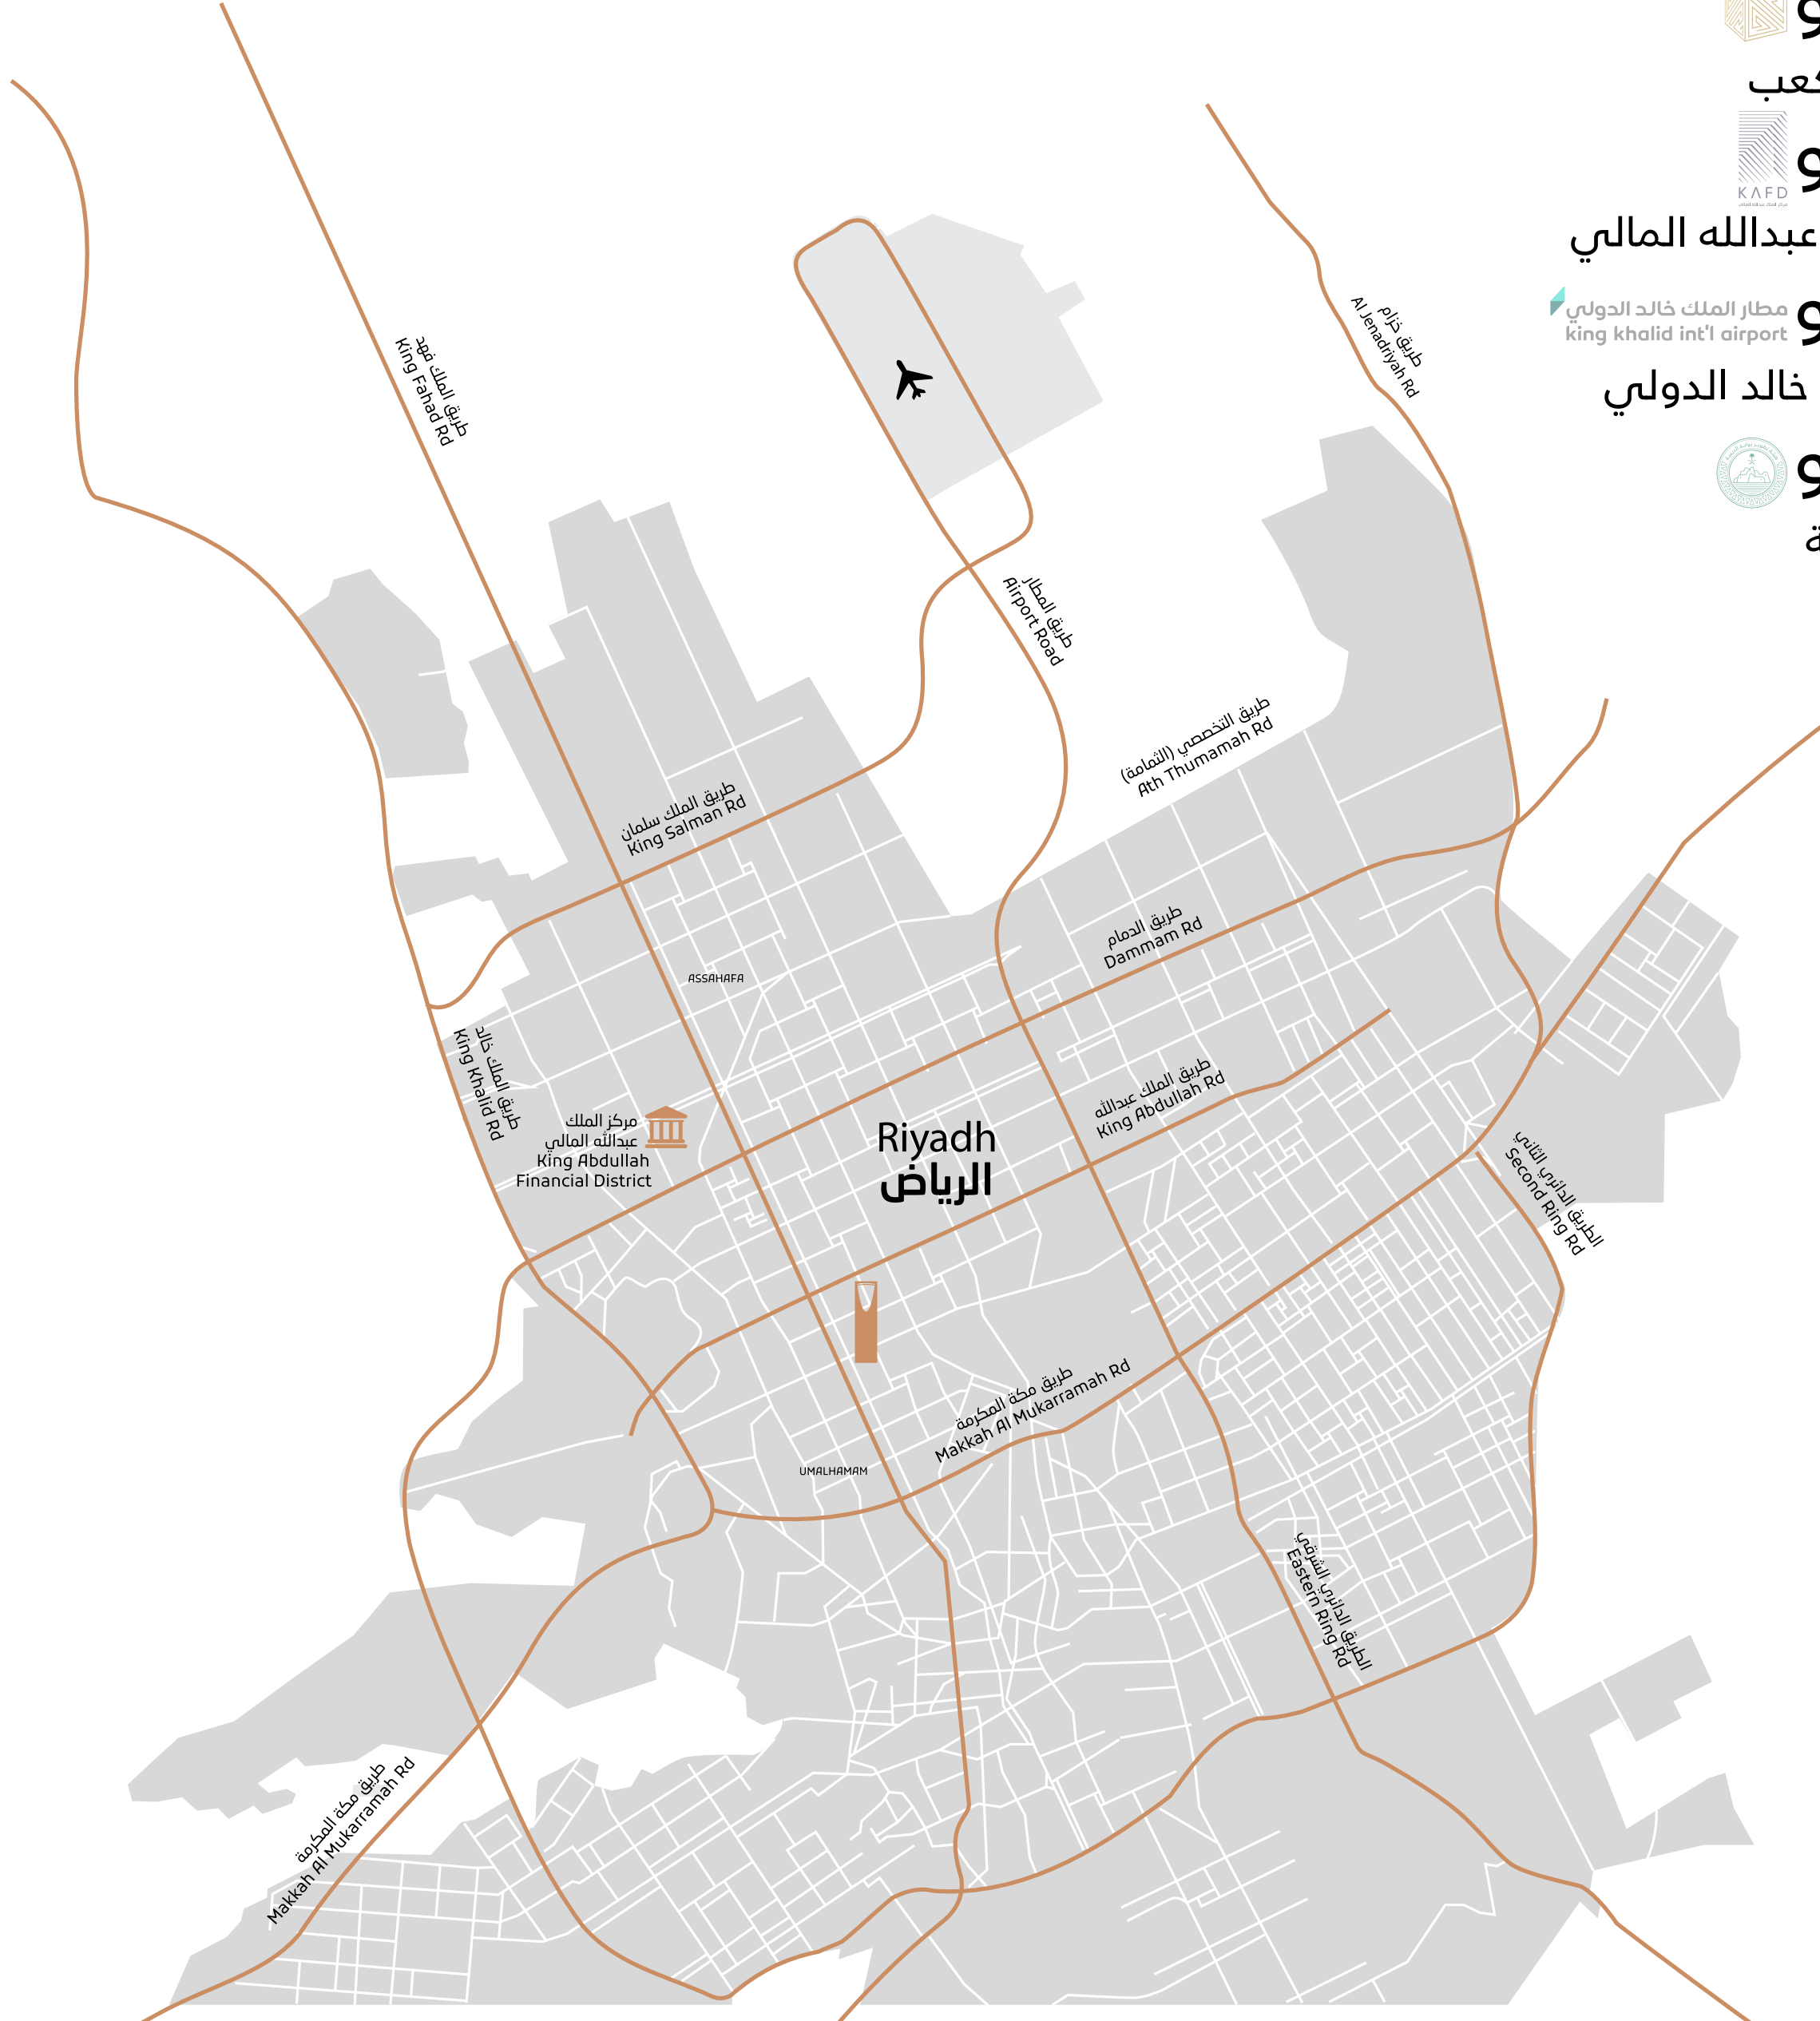 و
كعب
KAFD
و
عبدالله المالي
مطار الملك خالد الدولي
king khalid int'l airport
و
خالد الدولي
و
ة
طريق الملك فهد
King Fahad Rd
طريق خزام
Al Jenadriyah Rd
طريق المطار
Airport Road
طريق التخصصي (الثمامة)
Ath Thumamah Rd
طريق الملك سلمان
King Salman Rd
طريق الدمام
Dammam Rd
ASSAHAFA
طريق الملك خالد
King Khalid Rd
طريق الملك عبدالله
King Abdullah Rd
مركز الملك
عبدالله المالي
King Abdullah
Financial District
Riyadh
الرياض
الطريق الدائري الثاني
Second Ring Rd
طريق مكة المكرمة
Makkah Al Mukarramah Rd
UMALHAMAM
الطريق الدائري الشرقي
Eastern Ring Rd
طريق مكة المكرمة
Makkah Al Mukarramah Rd